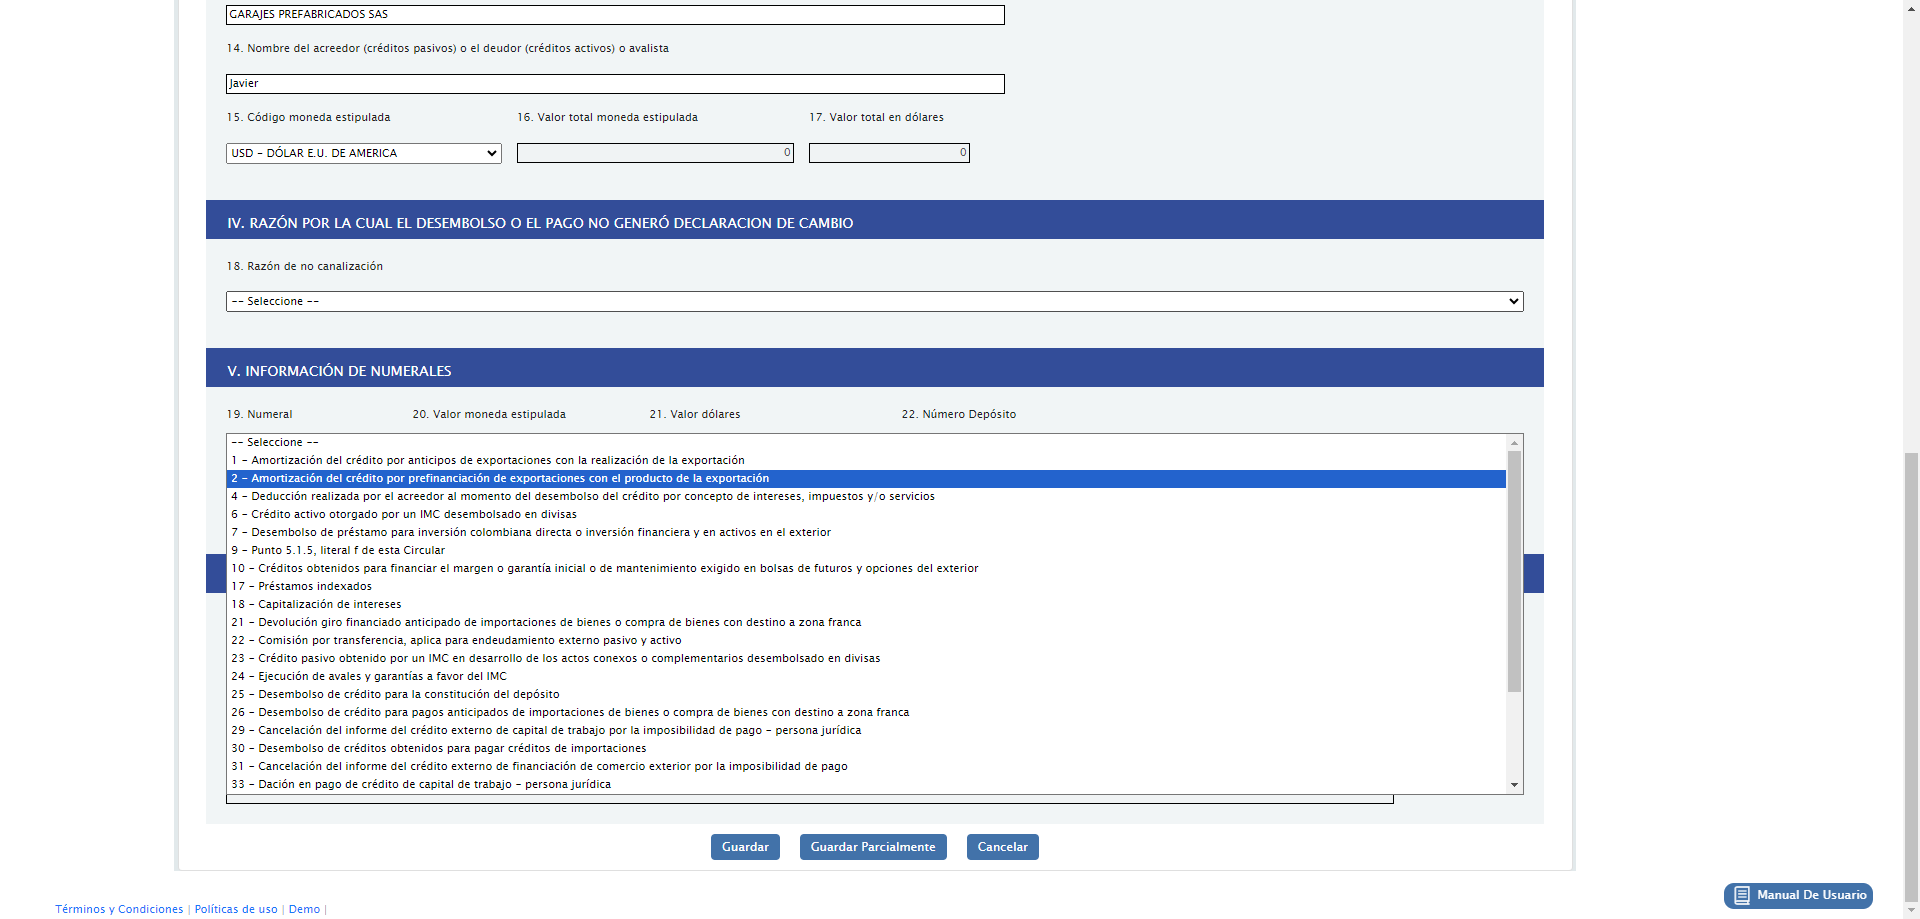 GARAJES PREFABRICADOS SAS
14. Nombre del acreedor (créditos pasivos) o el deudor (créditos activos) o avalista
Javier
15. Código moneda estipulada 16. Valor total moneda estipulada 17. Valor total en dólares
USD - DÓLAR E.U. DE AMERICA 0 0
IV. RAZÓN POR LA CUAL EL DESEMBOLSO O EL PAGO NO GENERÓ DECLARACION DE CAMBIO
18. Razón de no canalización
-- Seleccione --
V. INFORMACIÓN DE NUMERALES
19. Numeral 20. Valor moneda estipulada 21. Valor dólares 22. Número Depósito
-- Seleccione --
1 - Amortización del crédito por anticipos de exportaciones con la realización de la exportación
2 - Amortización del crédito por prefinanciación de exportaciones con el producto de la exportación
4 - Deducción realizada por el acreedor al momento del desembolso del crédito por concepto de intereses, impuestos y/o servicios
6 - Crédito activo otorgado por un IMC desembolsado en divisas
7 - Desembolso de préstamo para inversión colombiana directa o inversión financiera y en activos en el exterior
9 - Punto 5.1.5, literal f de esta Circular
10 - Créditos obtenidos para financiar el margen o garantía inicial o de mantenimiento exigido en bolsas de futuros y opciones del exterior
17 - Préstamos indexados
18 - Capitalización de intereses
21 - Devolución giro financiado anticipado de importaciones de bienes o compra de bienes con destino a zona franca
22 - Comisión por transferencia, aplica para endeudamiento externo pasivo y activo
23 - Crédito pasivo obtenido por un IMC en desarrollo de los actos conexos o complementarios desembolsado en divisas
24 - Ejecución de avales y garantías a favor del IMC
25 - Desembolso de crédito para la constitución del depósito
26 - Desembolso de crédito para pagos anticipados de importaciones de bienes o compra de bienes con destino a zona franca
29 - Cancelación del informe del crédito externo de capital de trabajo por la imposibilidad de pago - persona jurídica
30 - Desembolso de créditos obtenidos para pagar créditos de importaciones
31 - Cancelación del informe del crédito externo de financiación de comercio exterior por la imposibilidad de pago
33 - Dación en pago de crédito de capital de trabajo - persona jurídica
Guardar Guardar Parcialmente Cancelar
Manual De Usuario
Términos y Condiciones | Políticas de uso | Demo |